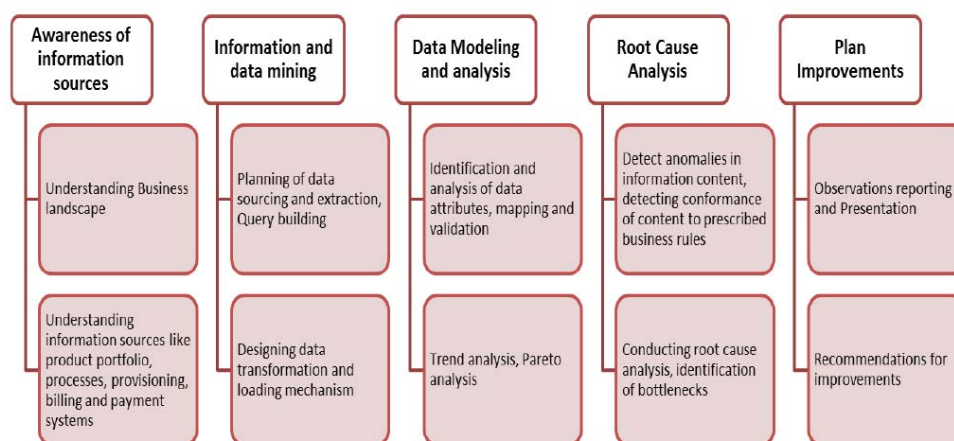 Awareness of
information
sources
Understanding Business
landscape
Understanding
information sources like
product portfolio,
processes, provisioning,
billing and payment
systems
Information and
data mining
Planning of data
sourcing and extraction,
Query building
Designing data
transformation and
loading mechanism
Data Modeling
and analysis
Identification and
analysis of data
attributes, mapping and
validation
Trend analysis, Pareto
analysis
Root Cause
Analysis
Detect anomalies in
information content,
detecting conformance
of content to prescribed
business rules
Conducting root cause
analysis, identification
of bottlenecks
Plan
Improvements
Observations reporting
and Presentation
Recommendations for
improvements